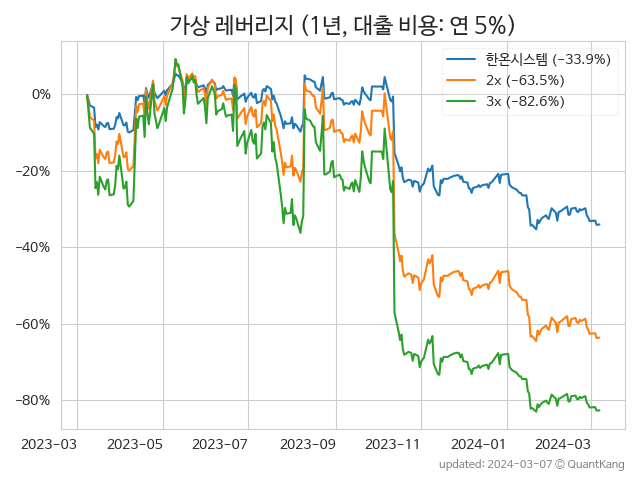 가상 레버리지 (1년, 대출 비용: 연 5%)
한온시스템 (−33.9%)
2x (−63.5%)
3x (−82.6%)
0%
−20%
−40%
−60%
−80%
2023-03 2023-05 2023-07 2023-09 2023-11 2024-01 2024-03
updated: 2024-03-07 © QuantKang